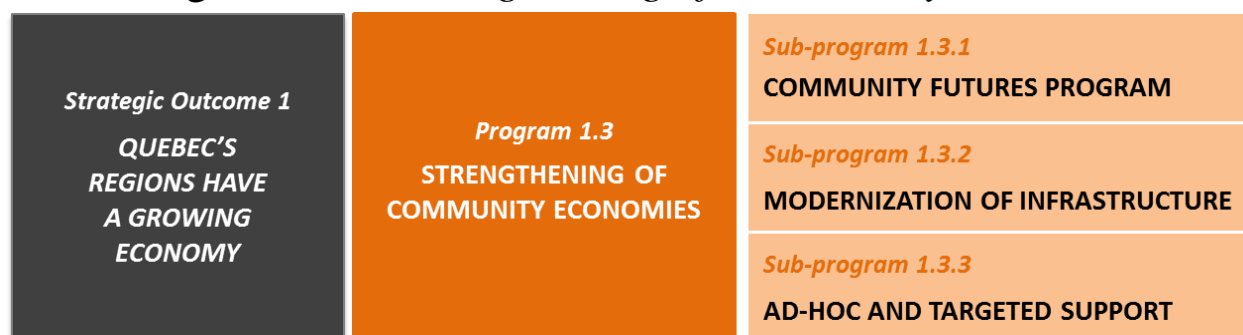 Strategic Outcome 1
QUEBEC'S
REGIONS HAVE
A GROWING
ECONOMY
Program 1.3
STRENGTHENING OF
COMMUNITY ECONOMIES
Sub-program 1.3.1
COMMUNITY FUTURES PROGRAM
Sub-program 1.3.2
MODERNIZATION OF INFRASTRUCTURE
Sub-program 1.3.3
AD-HOC AND TARGETED SUPPORT